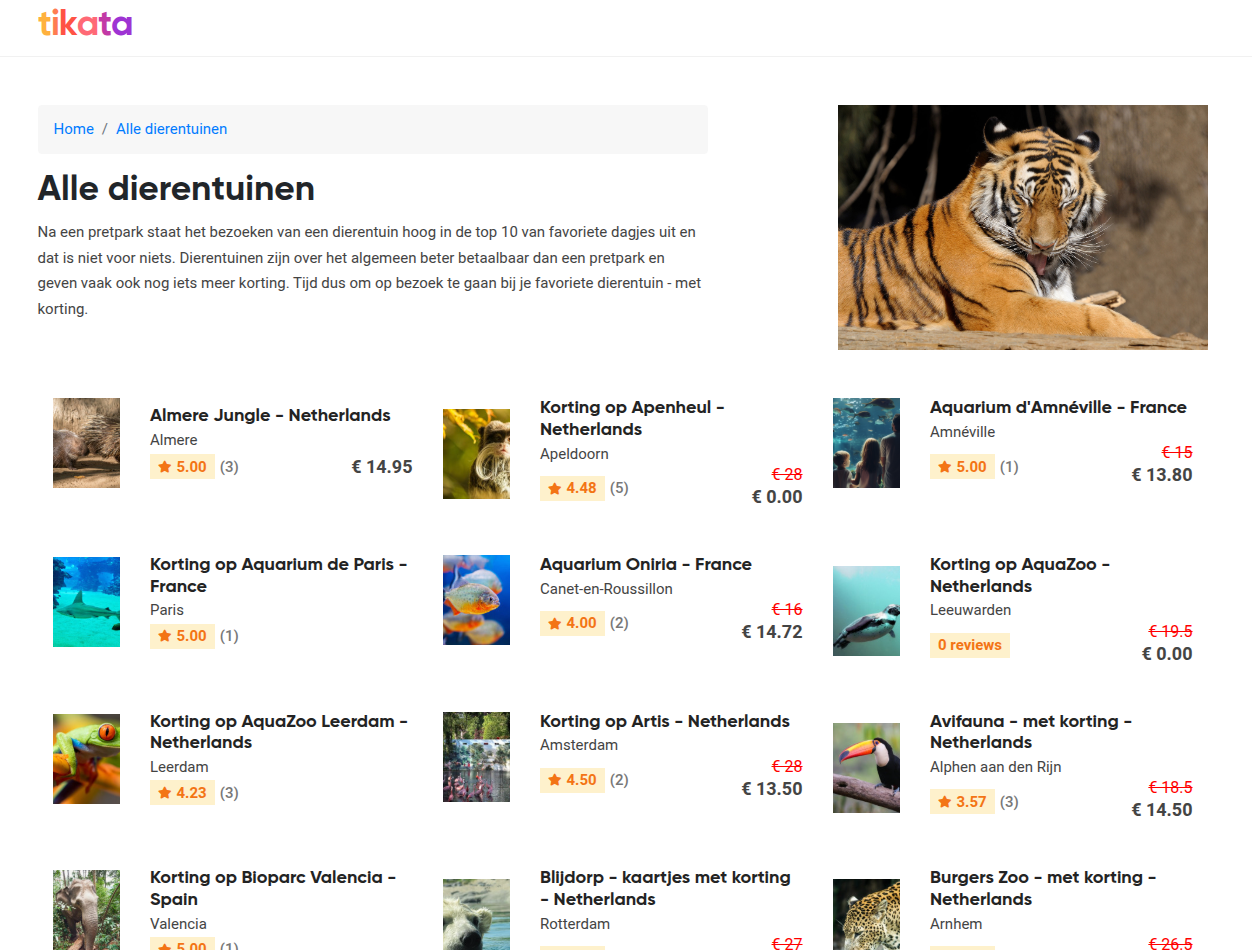 tikata
Home / Alle dierentuinen
Alle dierentuinen
Na een pretpark staat het bezoeken van een dierentuin hoog in de top 10 van favoriete dagjes uit en
dat is niet voor niets. Dierentuinen zijn over het algemeen beter betaalbaar dan een pretpark en
geven vaak ook nog iets meer korting. Tijd dus om op bezoek te gaan bij je favoriete dierentuin - met
korting.
Almere Jungle - Netherlands
Almere
5.00 (3)
€ 14.95
Korting op Apenheul -
Netherlands
Apeldoorn
4.48 (5)
€ 28
€ 0.00
Aquarium d'Amnéville - France
Amnéville
5.00 (1)
€ 15
€ 13.80
Korting op Aquarium de Paris -
France
Paris
5.00 (1)
Aquarium Oniria - France
Canet-en-Roussillon
4.00 (2)
€ 16
€ 14.72
Korting op AquaZoo -
Netherlands
Leeuwarden
0 reviews
€ 19.5
€ 0.00
Korting op AquaZoo Leerdam -
Netherlands
Leerdam
4.23 (3)
Korting op Artis - Netherlands
Amsterdam
4.50 (2)
€ 28
€ 13.50
Avifauna - met korting -
Netherlands
Alphen aan den Rijn
3.57 (3)
€ 18.5
€ 14.50
Korting op Bioparc Valencia -
Spain
Valencia
5.00 (1)
Blijdorp - kaartjes met korting
- Netherlands
Rotterdam
€ 27
Burgers Zoo - met korting -
Netherlands
Arnhem
€ 26.5